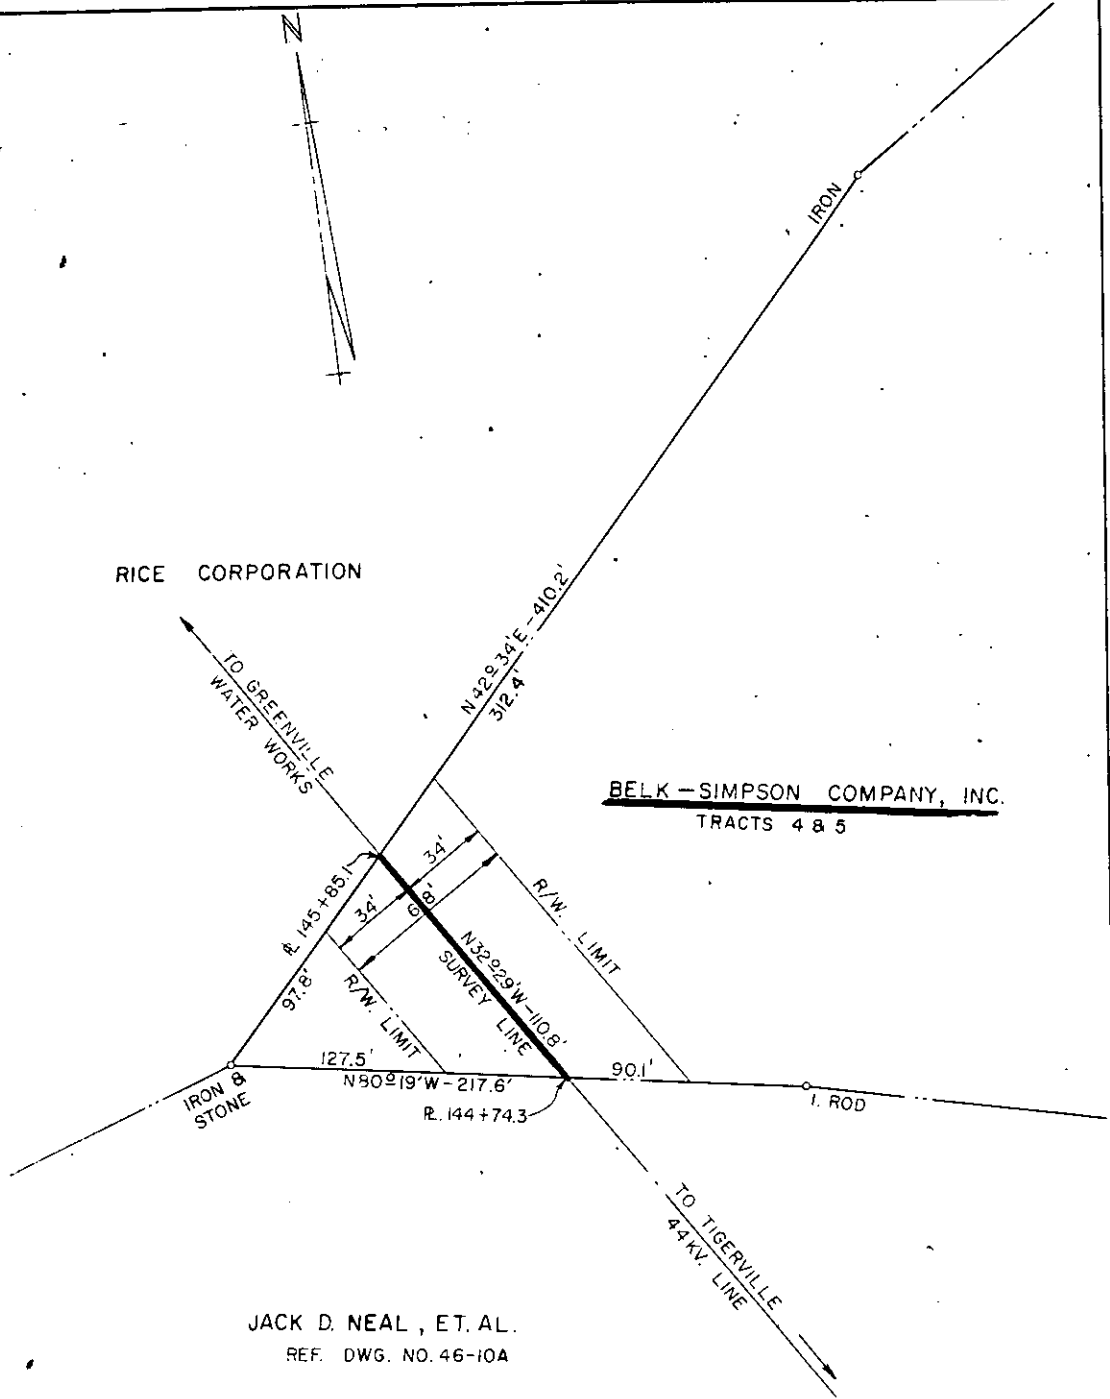 N
IRON
RICE CORPORATION
N 42º 34' E - 410.2'
312.4'
TO GREENVILLE
WATER WORKS
BELK - SIMPSON COMPANY, INC.
TRACTS 4 & 5
34'
68'
34'
R/W. LIMIT
℄ 145 + 85.1
97.8'
N 32º 29' W - 110.8'
SURVEY LINE
R/W. LIMIT
127.5'
N 80º 19' W - 217.6'
90.1'
IRON &
STONE
℄. 144 + 74.3
I. ROD
TO TIGERVILLE
44 KV. LINE
JACK D. NEAL, ET. AL.
REF. DWG. NO. 46-10A